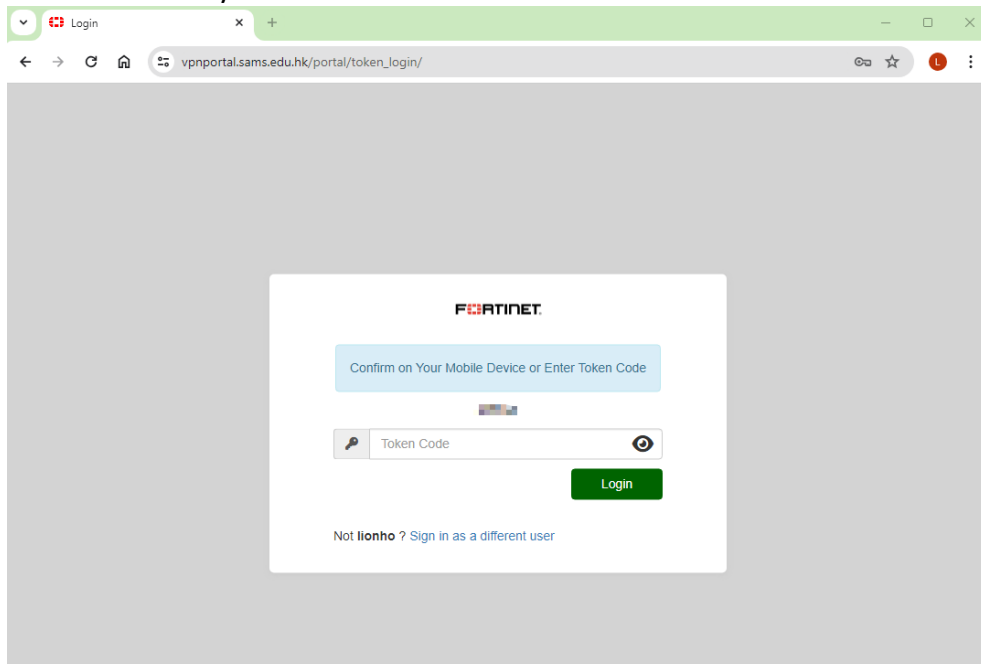 Login
vpnportal.sams.edu.hk/portal/token_login/
L
FORTINET
Confirm on Your Mobile Device or Enter Token Code
Token Code
Login
Not lionho ? Sign in as a different user